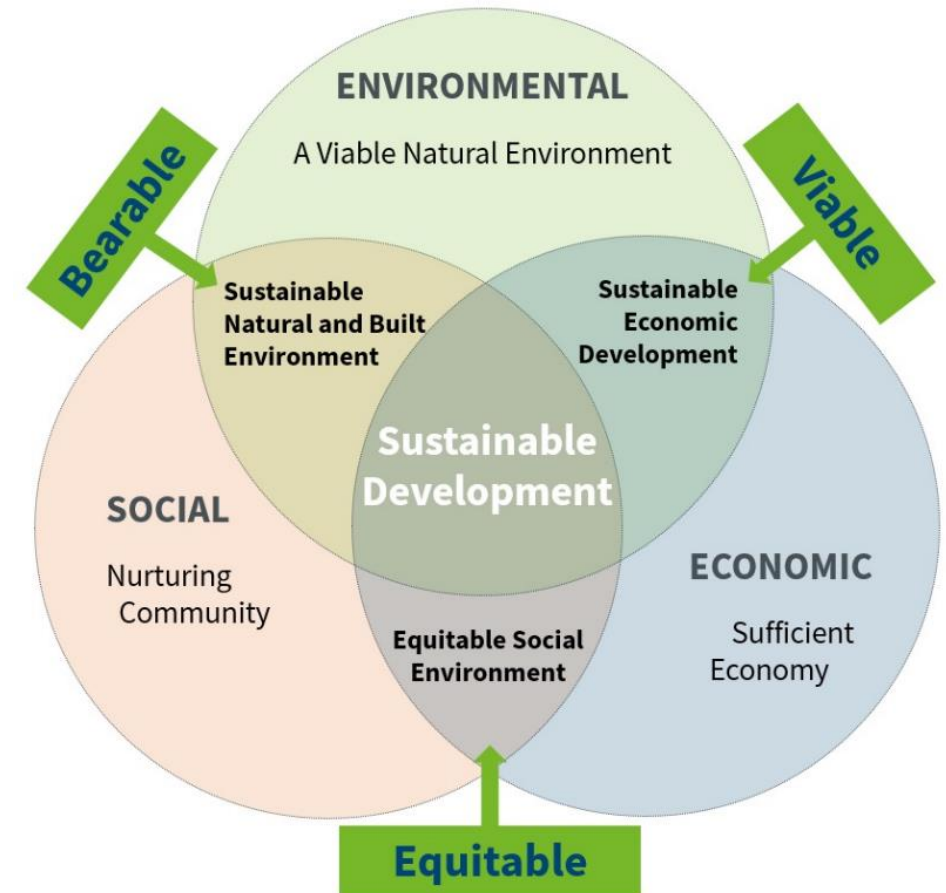 ENVIRONMENTAL
A Viable Natural Environment
Bearable
Viable
Sustainable
Natural and Built
Environment
Sustainable
Economic
Development
Sustainable
Development
SOCIAL
Nurturing
Community
ECONOMIC
Sufficient
Economy
Equitable Social
Environment
Equitable